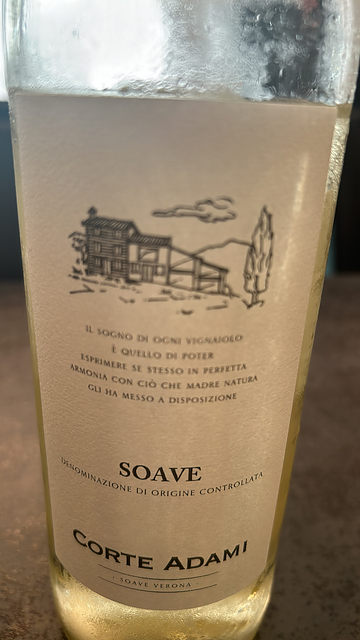 IL SOGNO DI OGNI VIGNAIOLO
È QUELLO DI POTER
ESPRIMERE SE STESSO IN PERFETTA
ARMONIA CON CIÒ CHE MADRE NATURA
GLI HA MESSO A DISPOSIZIONE
SOAVE
DENOMINAZIONE DI ORIGINE CONTROLLATA
CORTE ADAMI
SOAVE VERONA